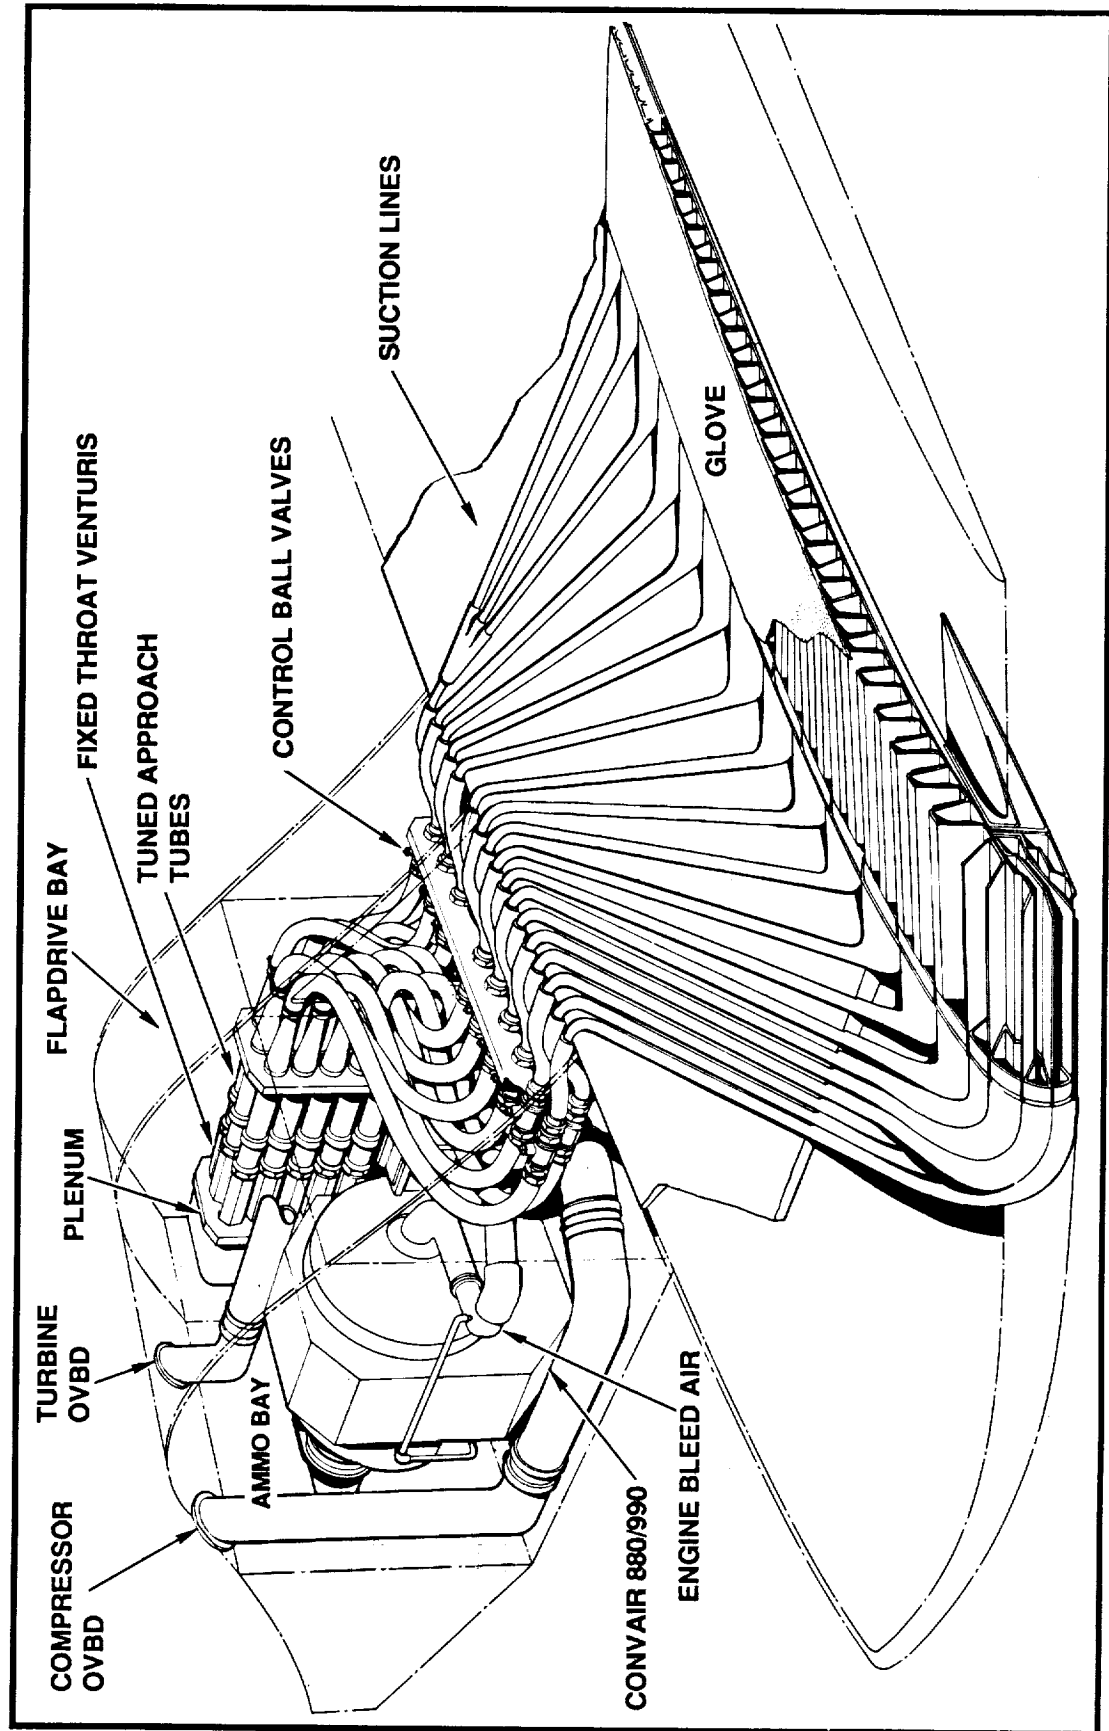 COMPRESSOR
OVBD
TURBINE
OVBD
PLENUM
FLAPDRIVE BAY
FIXED THROAT VENTURIS
TUNED APPROACH
TUBES
CONTROL BALL VALVES
SUCTION LINES
AMMO BAY
GLOVE
CONVAIR 880/990
ENGINE BLEED AIR